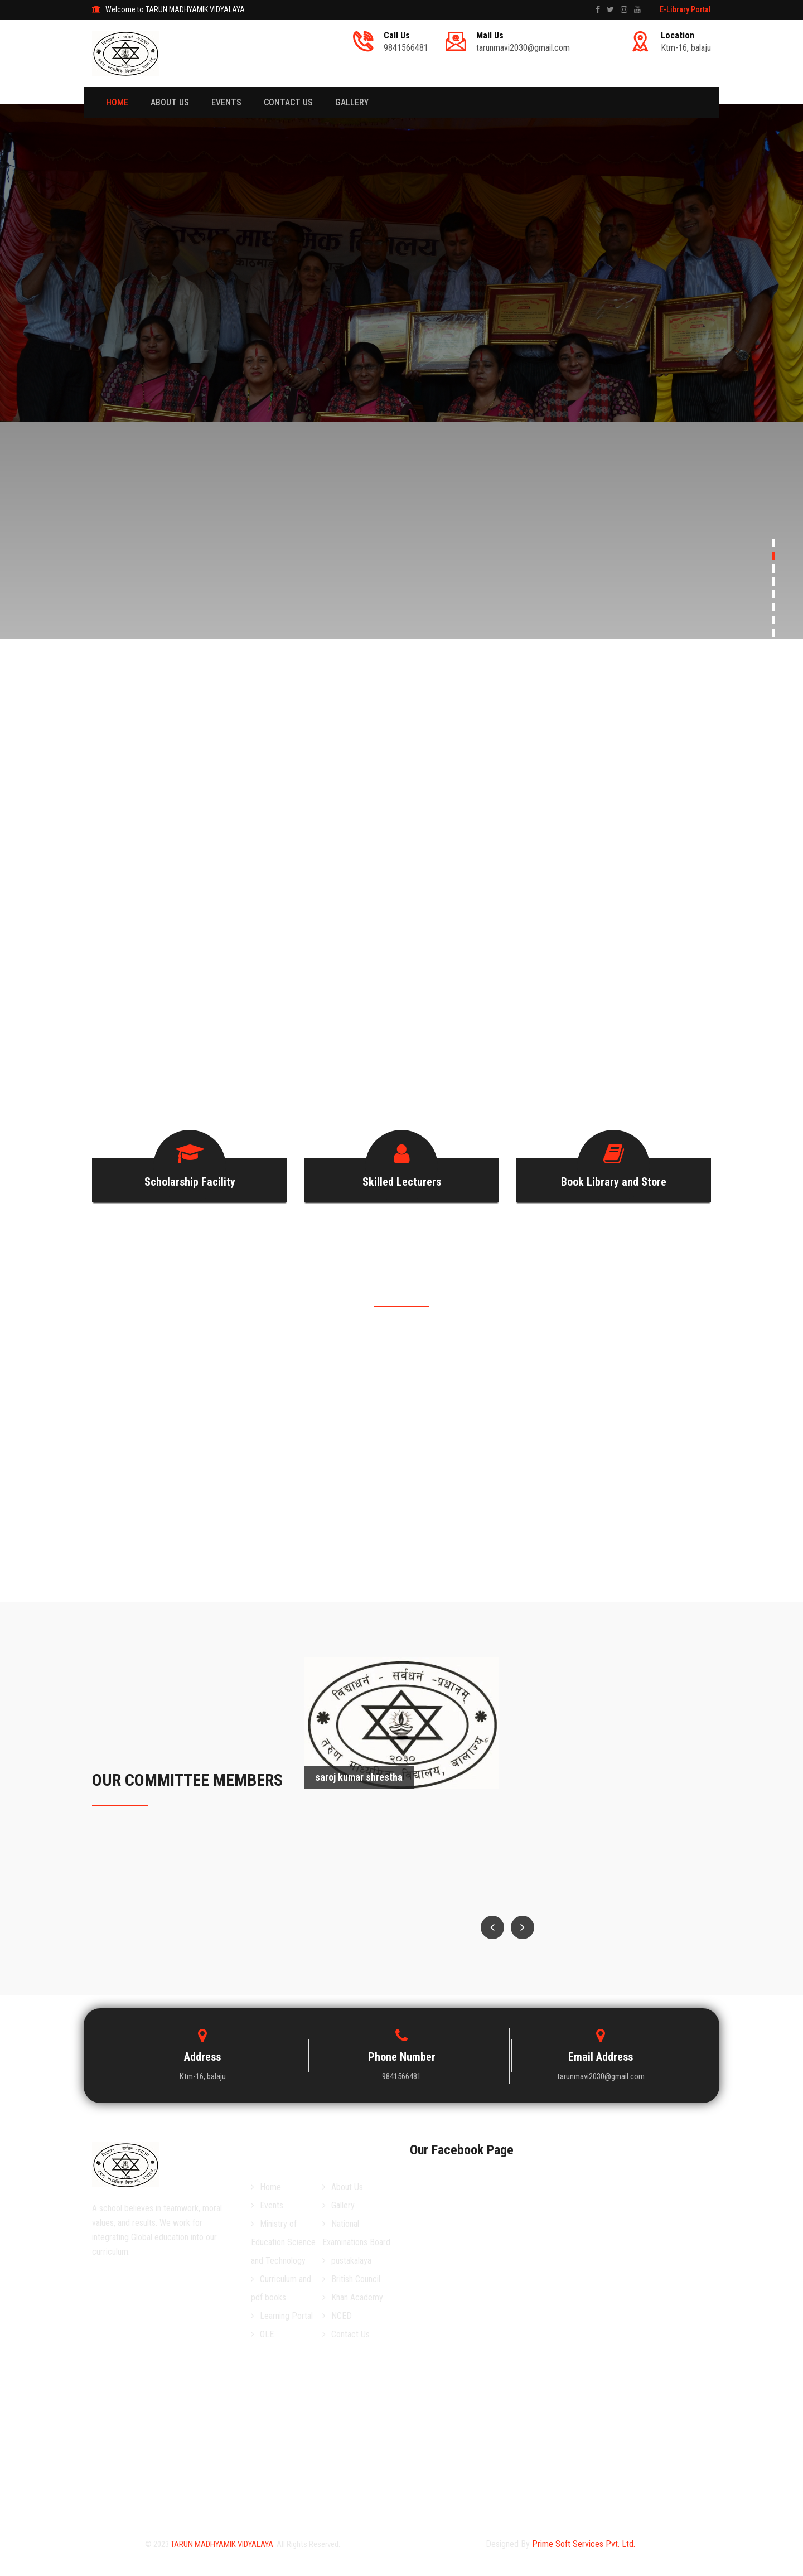 Welcome to TARUN MADHYAMIK VIDYALAYA
E-Library Portal
Call Us
9841566481
Mail Us
tarunmavi2030@gmail.com
Location
Ktm-16, balaju
HOME
ABOUT US
EVENTS
CONTACT US
GALLERY
Scholarship Facility
Skilled Lecturers
Book Library and Store
OUR COMMITTEE MEMBERS
विद्याधनं - सर्वधनं -प्रधानम्
२०३०
तरुण माध्यमिक विद्यालय, बालाज्यू
saroj kumar shrestha
Address
Ktm-16, balaju
Phone Number
9841566481
Email Address
tarunmavi2030@gmail.com
A school believes in teamwork, moral
values, and results. We work for
integrating Global education into our
curriculum.
Home
Events
Ministry of
Education Science
and Technology
Curriculum and
pdf books
Learning Portal
OLE
About Us
Gallery
National
Examinations Board
pustakalaya
British Council
Khan Academy
NCED
Contact Us
Our Facebook Page
TARUN MADHYAMIK VIDYALAYA. All Rights Reserved.
Designed By Prime Soft Services Pvt. Ltd.